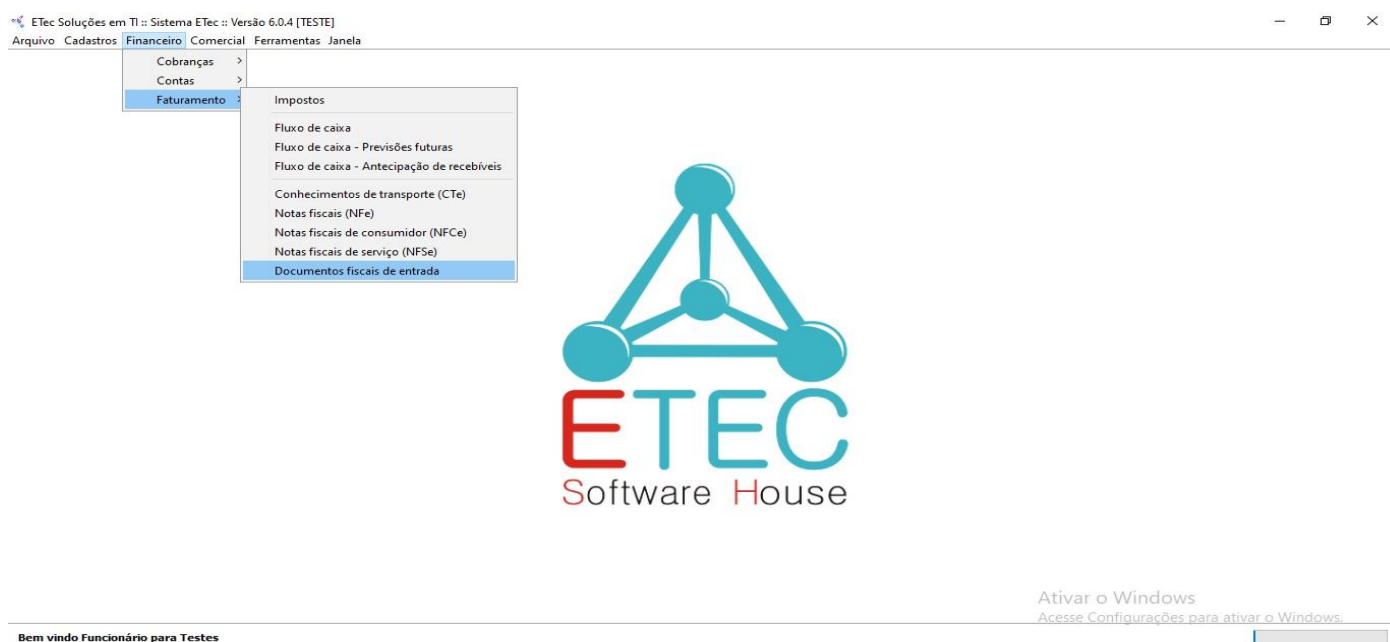 ETec Soluções em TI :: Sistema ETec :: Versão 6.0.4 [TESTE]
Arquivo Cadastros Financeiro Comercial Ferramentas Janela
Cobranças
Contas
Faturamento
Impostos
Fluxo de caixa
Fluxo de caixa - Previsões futuras
Fluxo de caixa - Antecipação de recebíveis
Conhecimentos de transporte (CTe)
Notas fiscais (NFe)
Notas fiscais de consumidor (NFCe)
Notas fiscais de serviço (NFSe)
Documentos fiscais de entrada
ETEC
Software House
Ativar o Windows
Acesse Configurações para ativar o Windows.
Bem vindo Funcionário para Testes